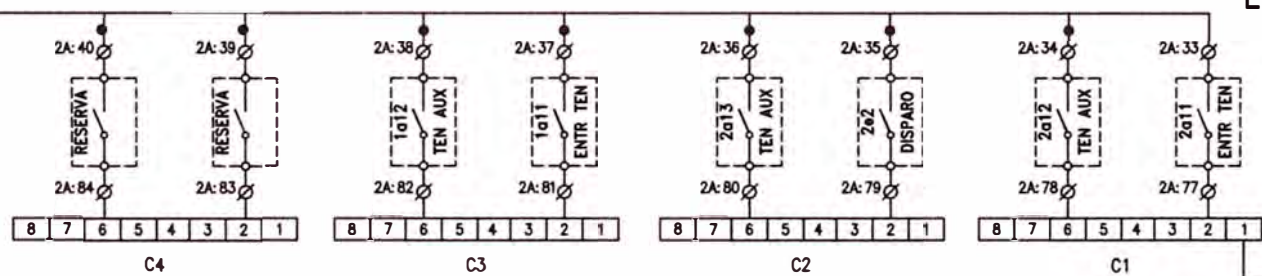 E
2A:40 2A:39 2A:38 2A:37 2A:36 2A:35 2A:34 2A:33
RESERVA
RESERVA
1a12
TEN AUX
1a11
ENTR TEN
2a13
TEN AUX
2e2
DISPARO
2a12
TEN AUX
2a11
ENTR TEN
2A:84 2A:83 2A:82 2A:81 2A:80 2A:79 2A:78 2A:77
8 7 6 5 4 3 2 1 8 7 6 5 4 3 2 1 8 7 6 5 4 3 2 1 8 7 6 5 4 3 2 1
C4 C3 C2 C1